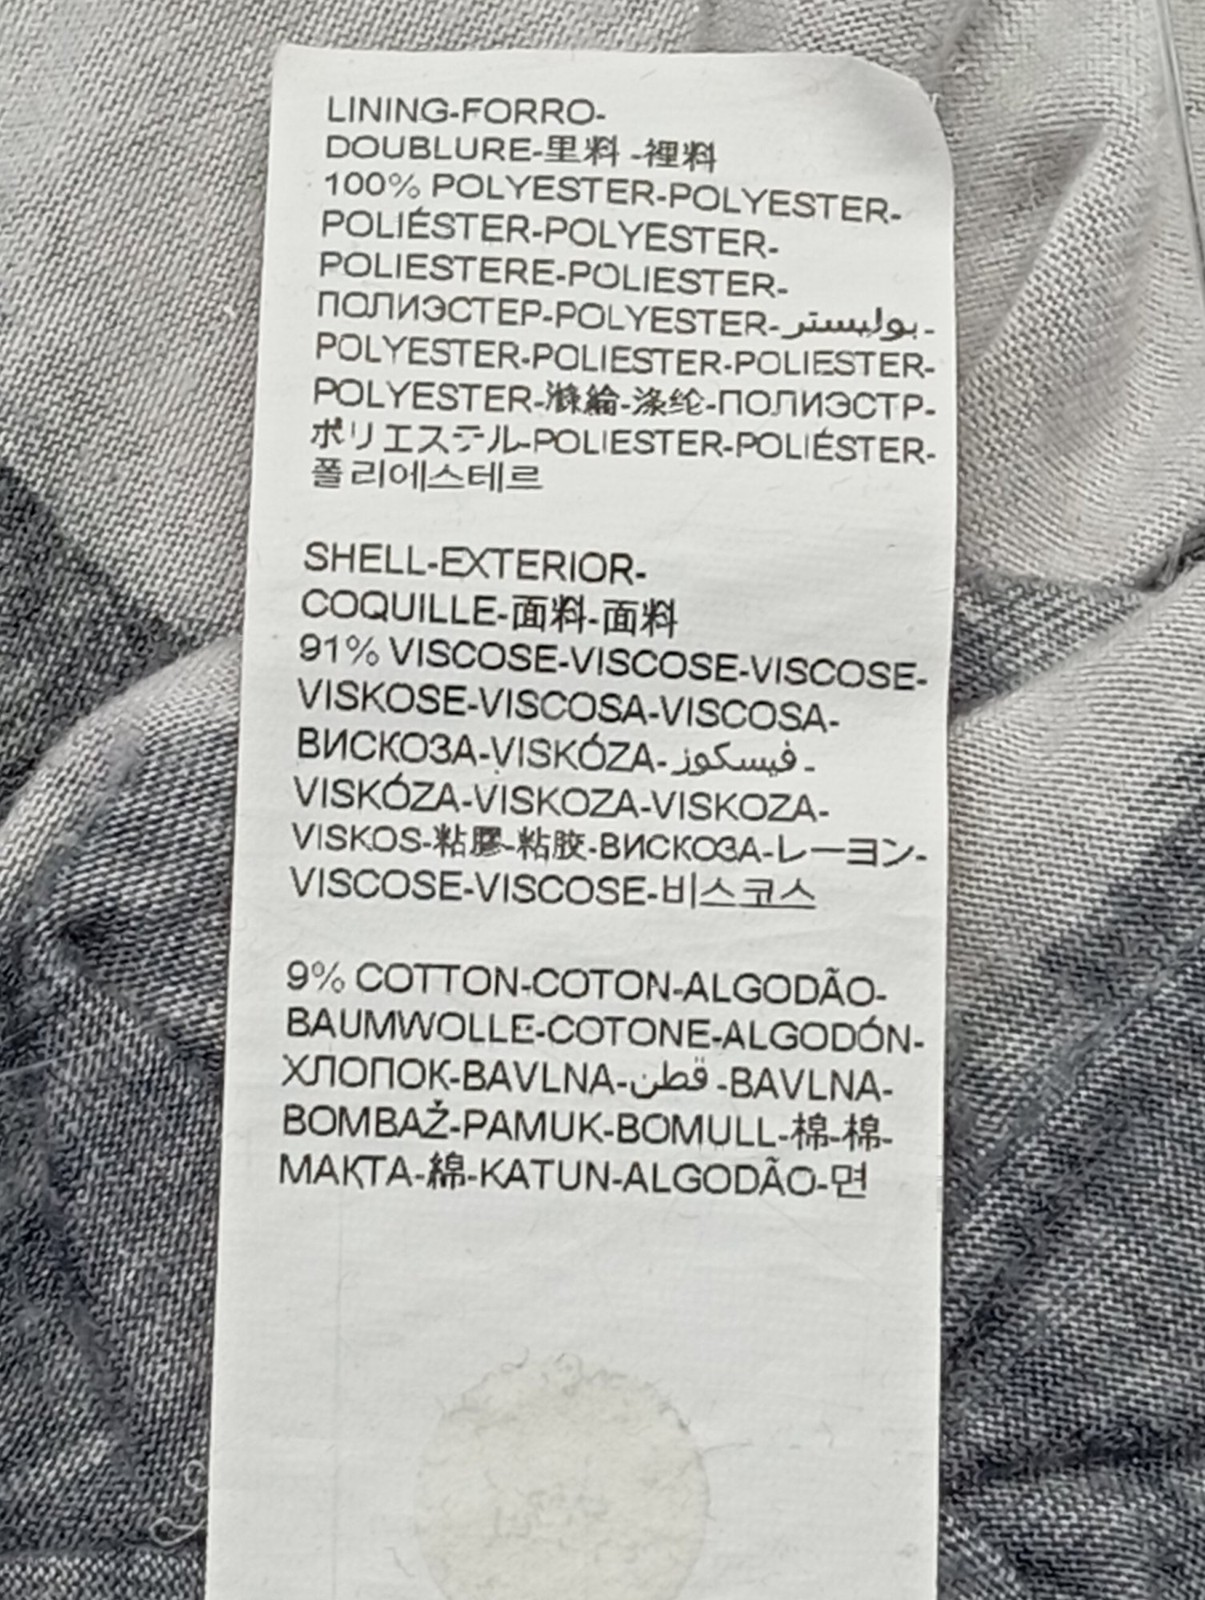 LINING-FORRO-
DOUBLURE-里料 -裡料
100% POLYESTER-POLYESTER-
POLIÉSTER-POLYESTER-
POLIESTERE-POLIESTER-
ПОЛИЭСТЕР-POLYESTER-بوليستر-
POLYESTER-POLIESTER-POLIESTER-
POLYESTER-滌綸-涤纶-ПОЛИЭСТР-
ポリエステル-POLIESTER-POLIÉSTER-
폴리에스테르
SHELL-EXTERIOR-
COQUILLE-面料-面料
91% VISCOSE-VISCOSE-VISCOSE-
VISKOSE-VISCOSA-VISCOSA-
ВИСКОЗА-VISKÓZA-فيسكوز-
VISKÓZA-VISKOZA-VISKOZA-
VISKOS-粘膠-粘胶-ВИСКОЗА-レーヨン-
VISCOSE-VISCOSE-비스코스
9% COTTON-COTON-ALGODÃO-
BAUMWOLLE-COTONE-ALGODÓN-
ХЛОПОК-BAVLNA-قطن-BAVLNA-
BOMBAŽ-PAMUK-BOMULL-棉-棉-
МАҚТА-綿-KATUN-ALGODÃO-면